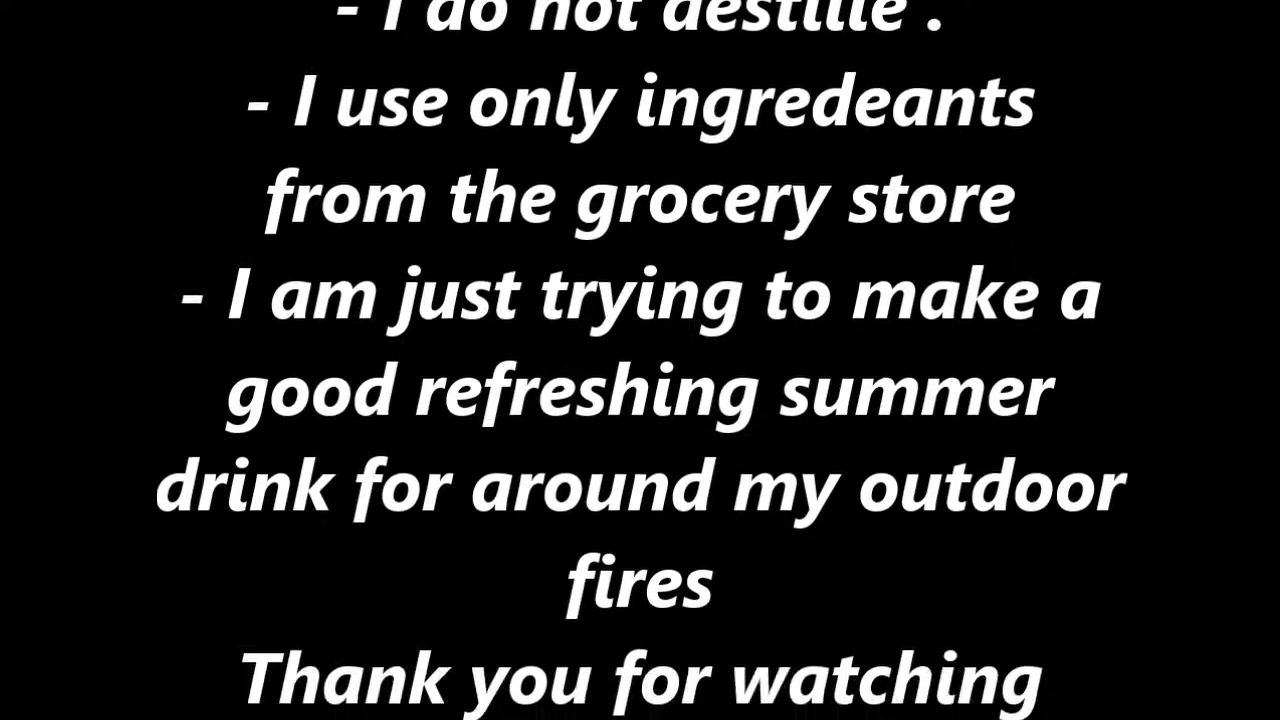 - I do not destille .
- I use only ingredeants
from the grocery store
- I am just trying to make a
good refreshing summer
drink for around my outdoor
fires
Thank you for watching